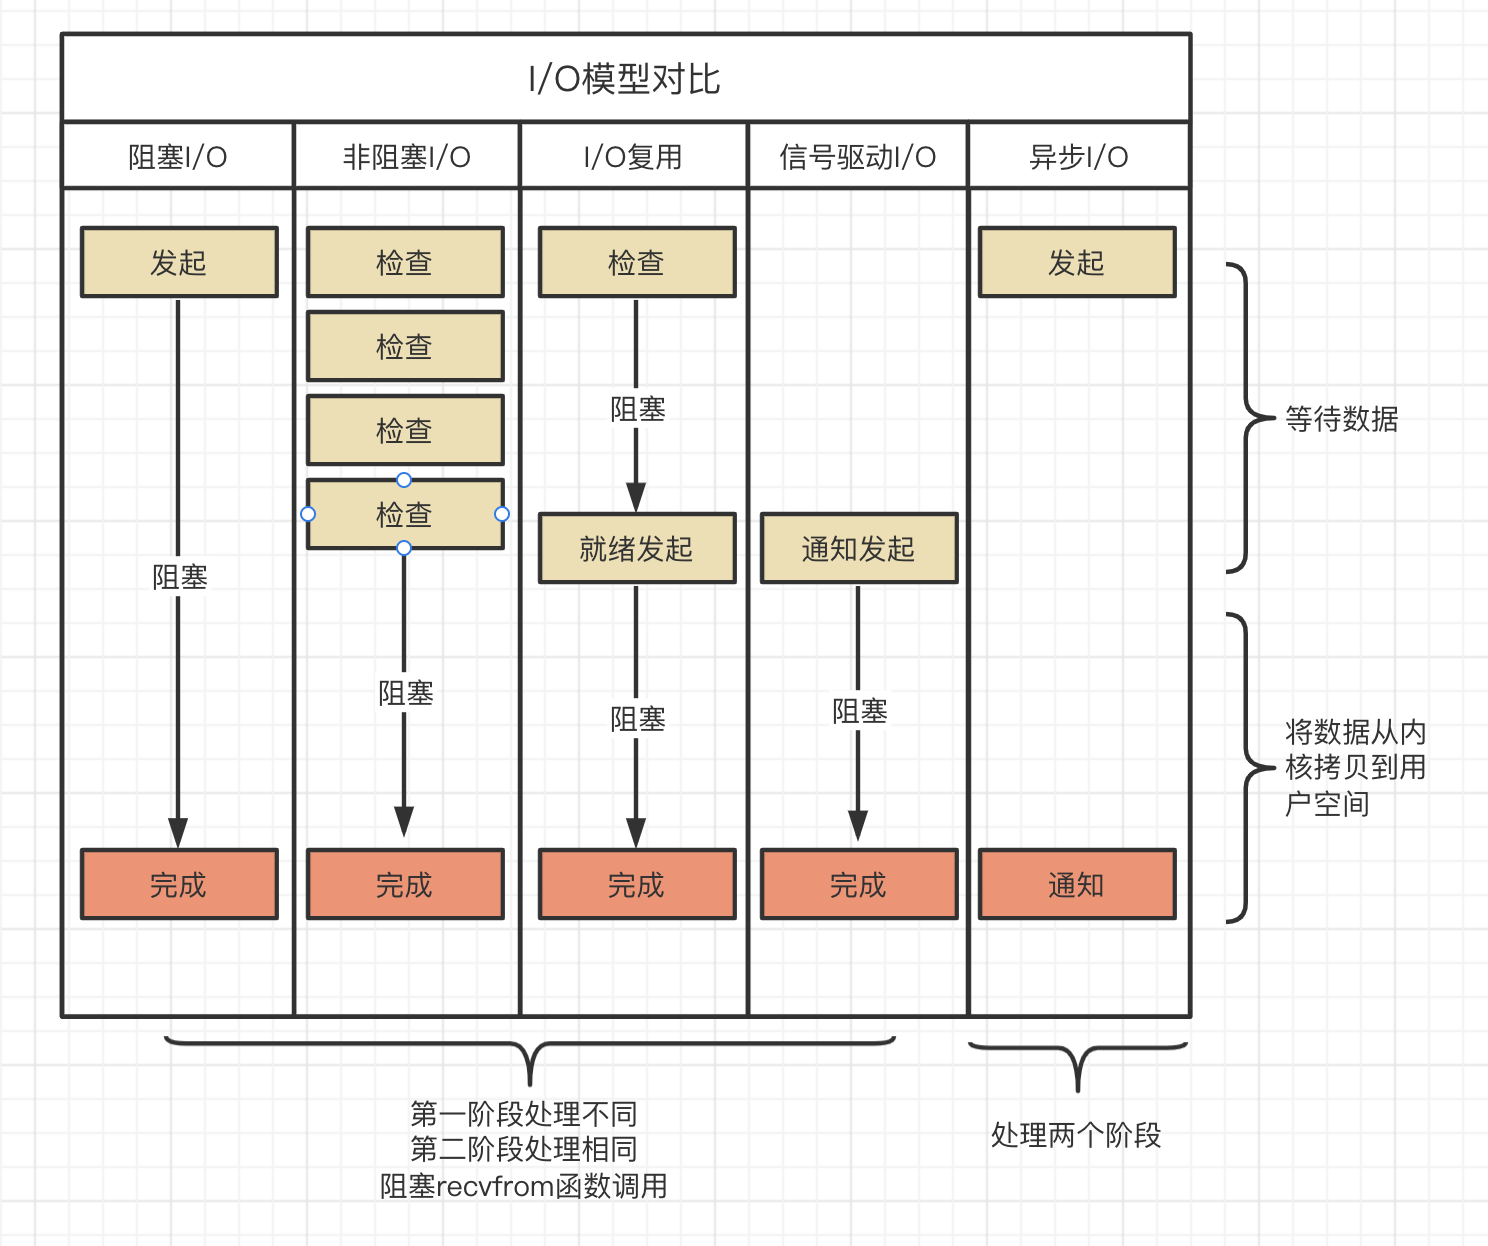 I/O模型对比
阻塞I/O
非阻塞I/O
I/O复用
信号驱动I/O
异步I/O
发起
检查
检查
发起
检查
检查
阻塞
等待数据
检查
就绪发起
通知发起
阻塞
阻塞
阻塞
阻塞
将数据从内
核拷贝到用
户空间
完成
完成
完成
完成
通知
第一阶段处理不同
第二阶段处理相同
阻塞recvfrom函数调用
处理两个阶段